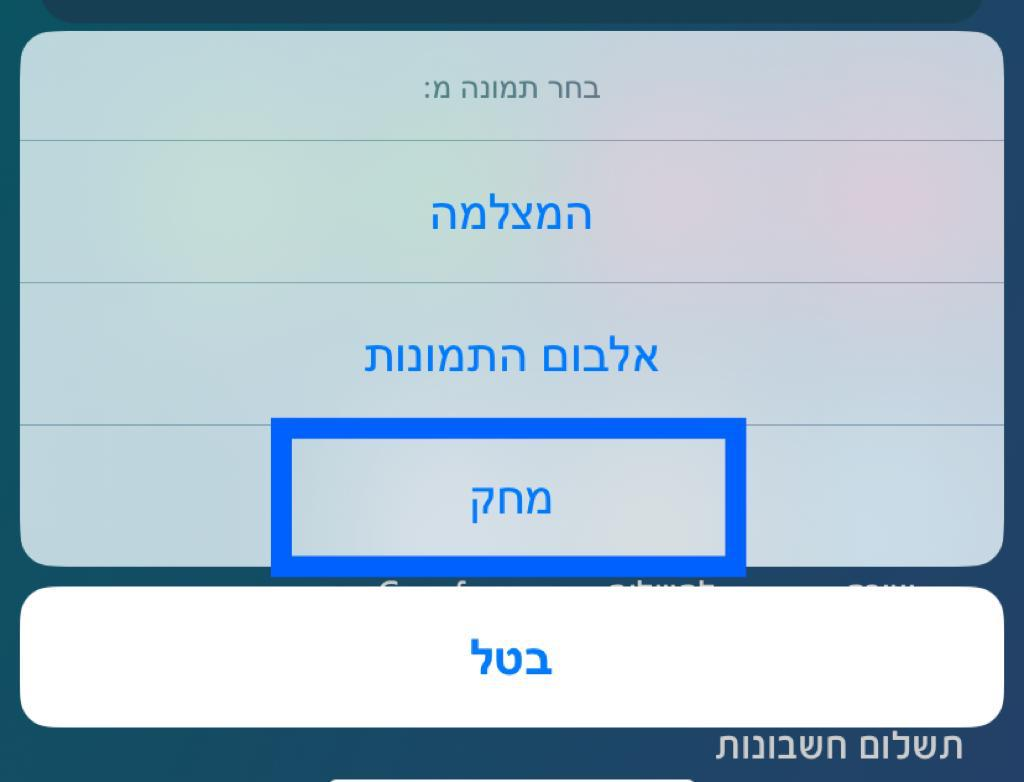 בחר תמונה מ:
המצלמה
אלבום התמונות
מחק
בטל
תשלום חשבונות